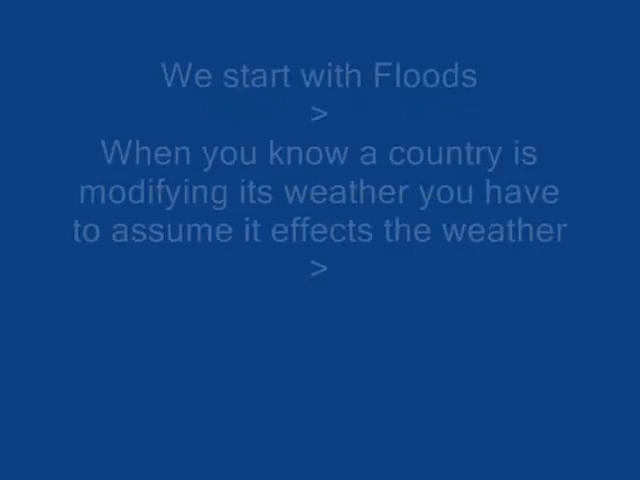 We start with Floods
>
When you know a country is
modifying its weather you have
to assume it effects the weather
>